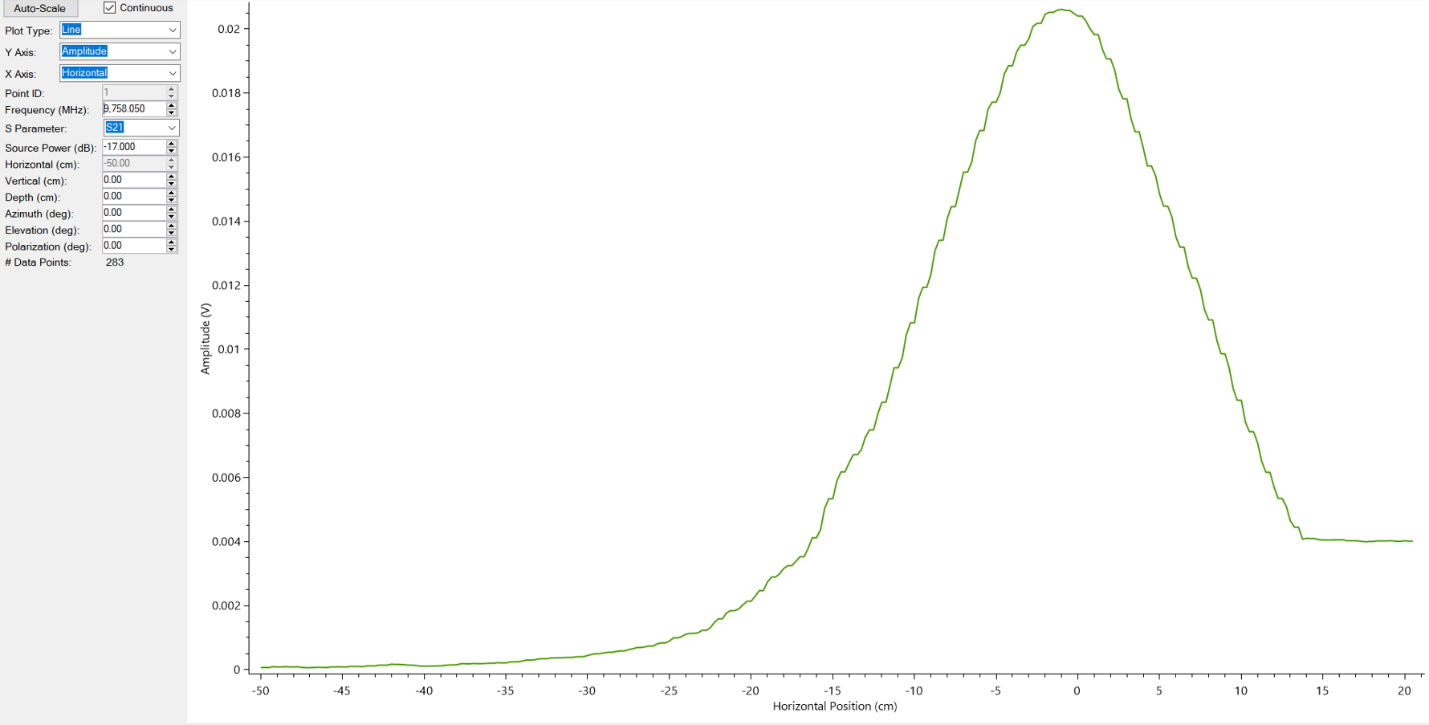 Auto-Scale Continuous
Plot Type: Line
Y Axis: Amplitude
X Axis: Horizontal
Point ID: 1
Frequency (MHz): 9,758.050
S Parameter: S21
Source Power (dB): -17.000
Horizontal (cm): -50.00
Vertical (cm): 0.00
Depth (cm): 0.00
Azimuth (deg): 0.00
Elevation (deg): 0.00
Polarization (deg): 0.00
# Data Points: 283
Amplitude (V)
0.02
0.018
0.016
0.014
0.012
0.01
0.008
0.006
0.004
0.002
0
-50 -45 -40 -35 -30 -25 -20 -15 -10 -5 0 5 10 15 20
Horizontal Position (cm)